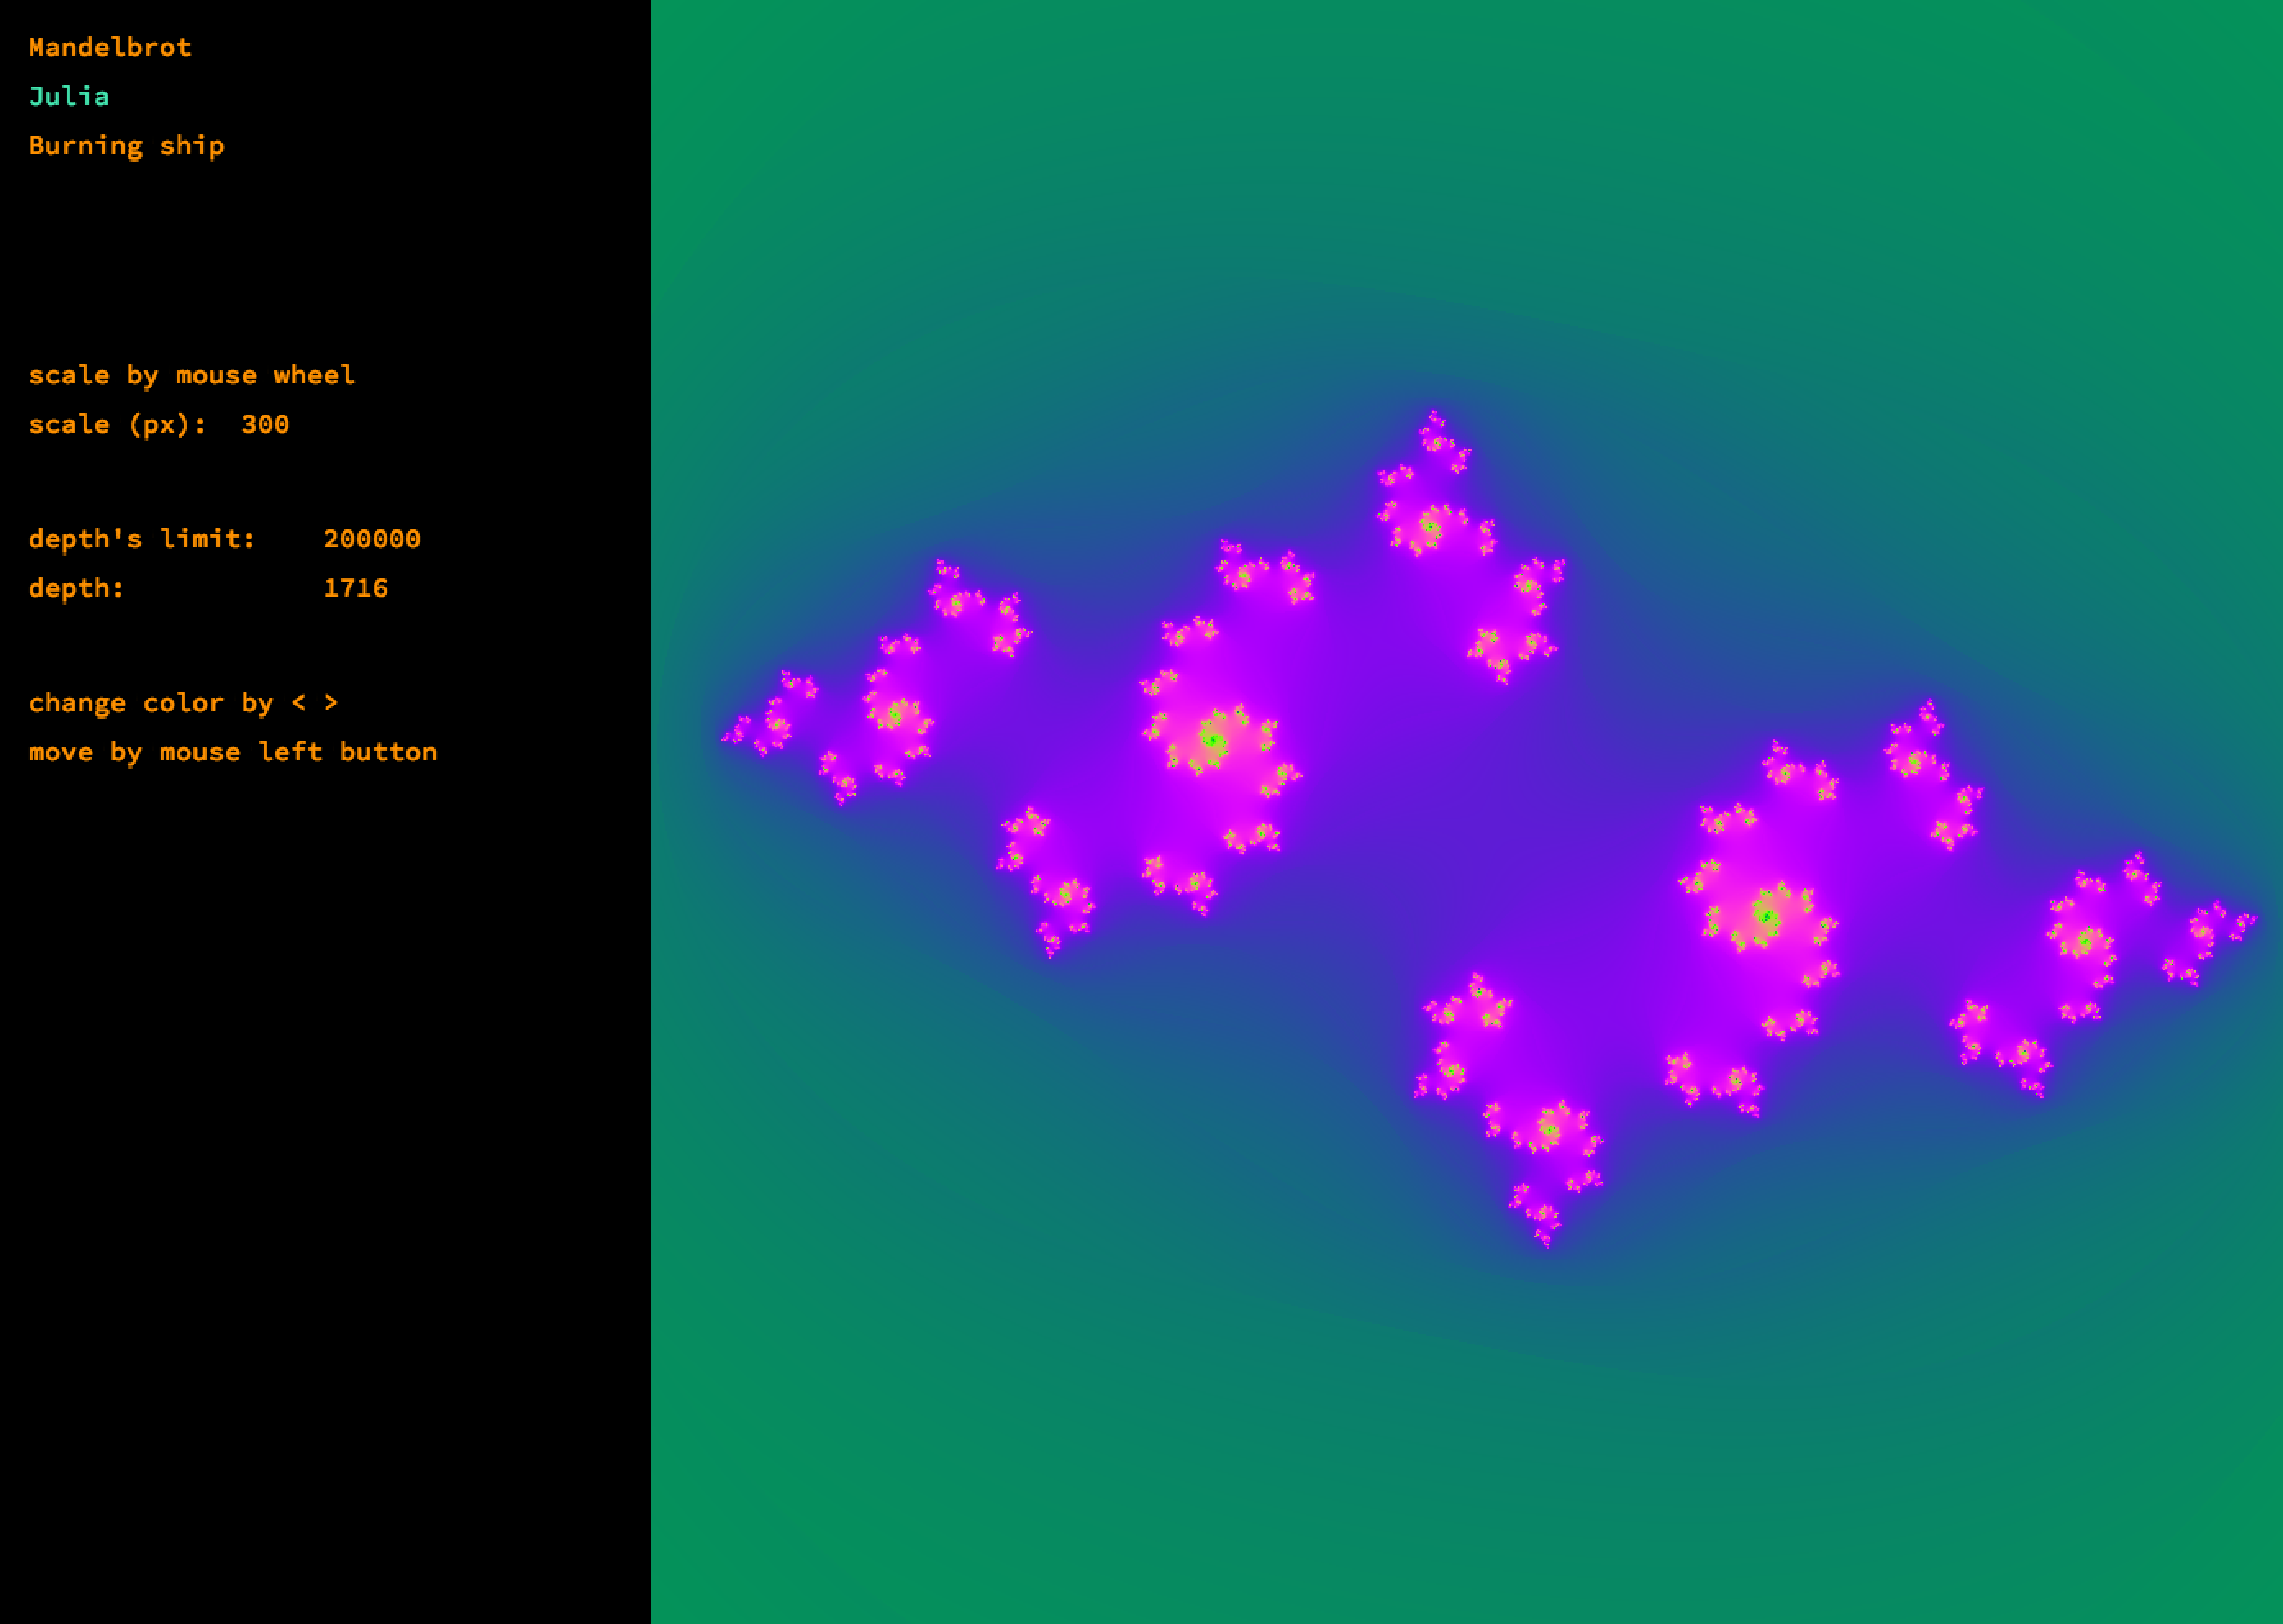 Mandelbrot
Julia
Burning ship
scale by mouse wheel
scale (px): 300
depth's limit: 200000
depth: 1716
change color by < >
move by mouse left button